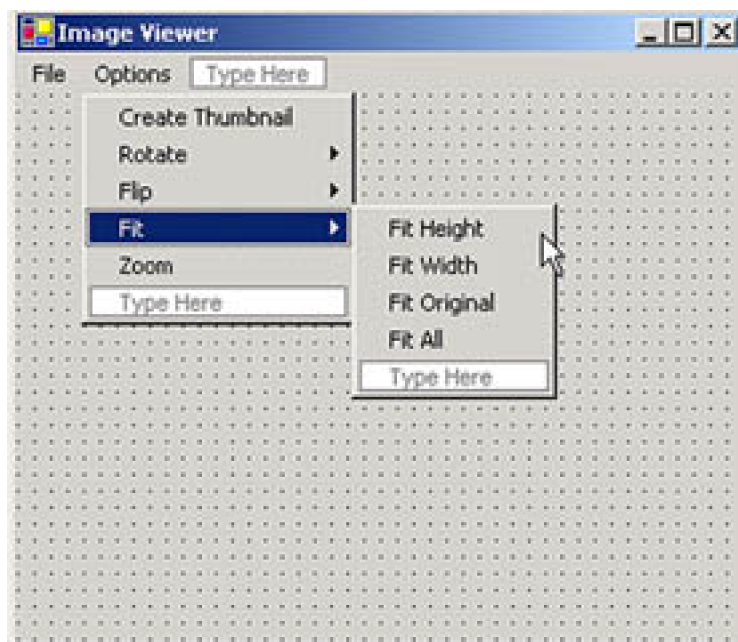 Image Viewer
File Options Type Here
Create Thumbnail
Rotate
Flip
Fit
Zoom
Type Here
Fit Height
Fit Width
Fit Original
Fit All
Type Here